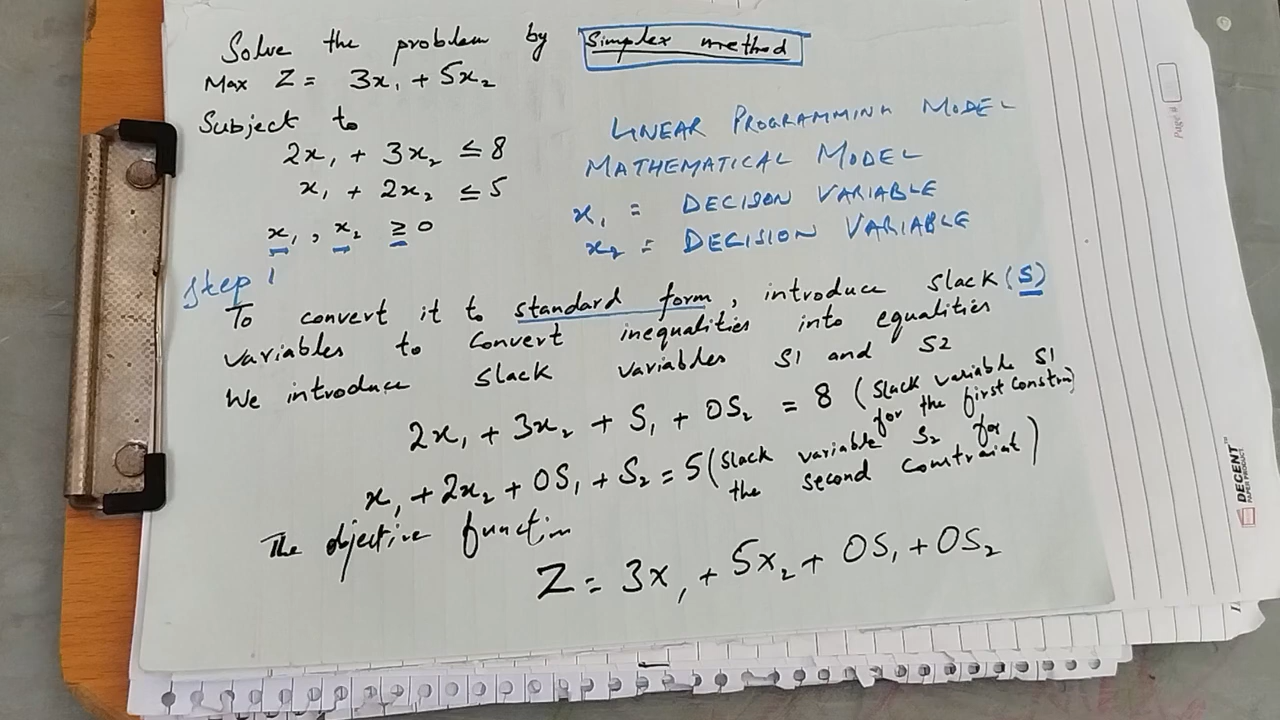 Solve the problem by Simplex method
Max Z = 3x₁ + 5x₂
Subject to
2x₁ + 3x₂ ≤ 8
x₁ + 2x₂ ≤ 5
x₁, x₂ ≥ 0
LINEAR PROGRAMMING MODEL
MATHEMATICAL MODEL
x₁ = DECISION VARIABLE
x₂ = DECISION VARIABLE
Step 1
To convert it to standard form, introduce slack (S)
variables to convert inequalities into equalities
We introduce slack variables S1 and S2
2x₁ + 3x₂ + S₁ + 0S₂ = 8 (slack variable S1
for the first constra)
x₁ + 2x₂ + 0S₁ + S₂ = 5 (slack variable S₂ for
the second constraint)
The objective function
Z = 3x₁ + 5x₂ + 0S₁ + 0S₂
DECENT